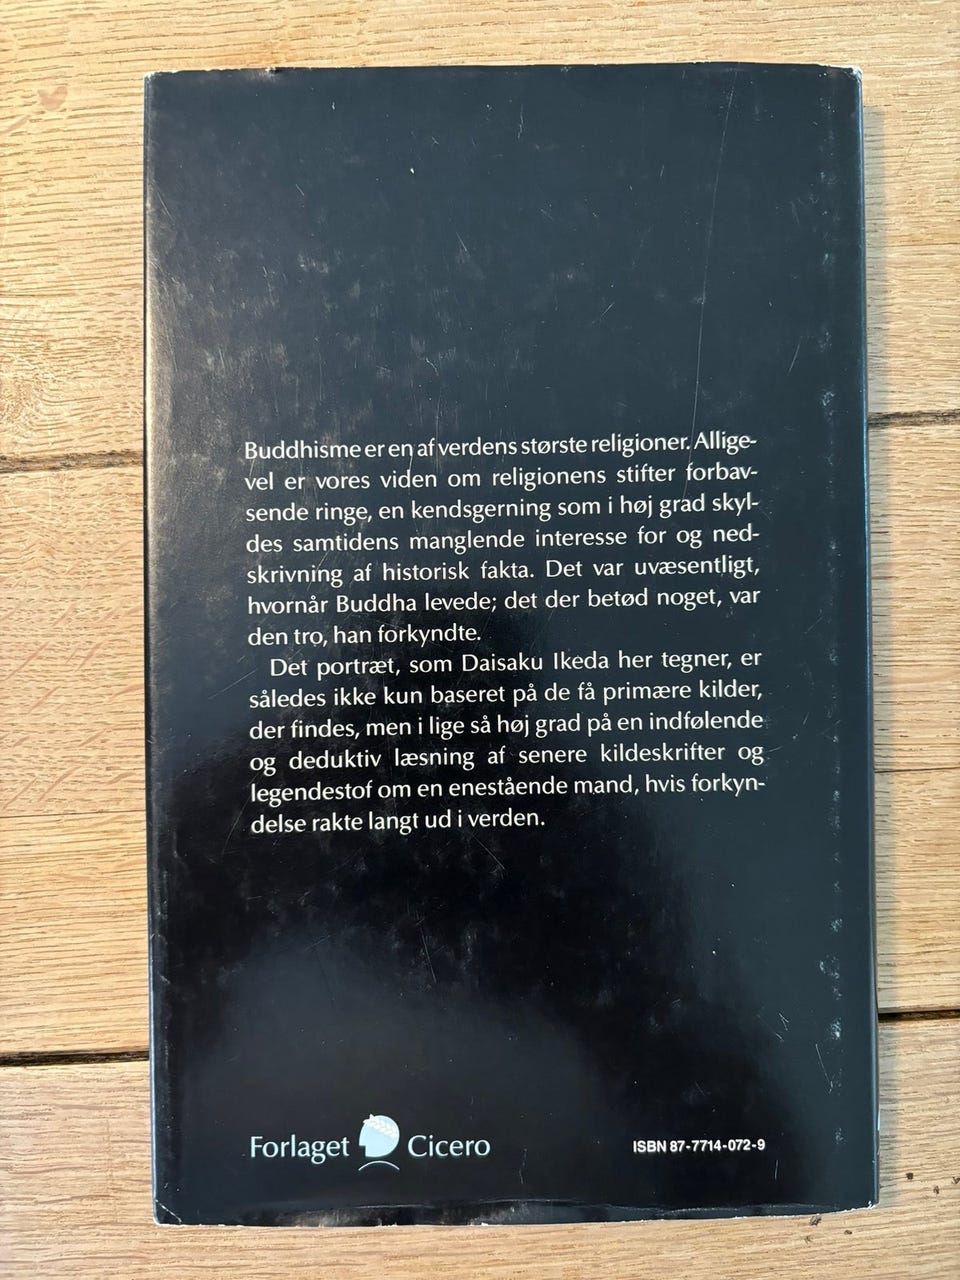 Buddhisme er en af verdens største religioner. Allige-
vel er vores viden om religionens stifter forbav-
sende ringe, en kendsgerning som i høj grad skyl-
des samtidens manglende interesse for og ned-
skrivning af historisk fakta. Det var uvæsentligt,
hvornår Buddha levede; det der betød noget, var
den tro, han forkyndte.
Det portræt, som Daisaku Ikeda her tegner, er
således ikke kun baseret på de få primære kilder,
der findes, men i lige så høj grad på en indfølende
og deduktiv læsning af senere kildeskrifter og
legendestof om en enestående mand, hvis forkyn-
delse rakte langt ud i verden.
Forlaget Cicero
ISBN 87-7714-072-9